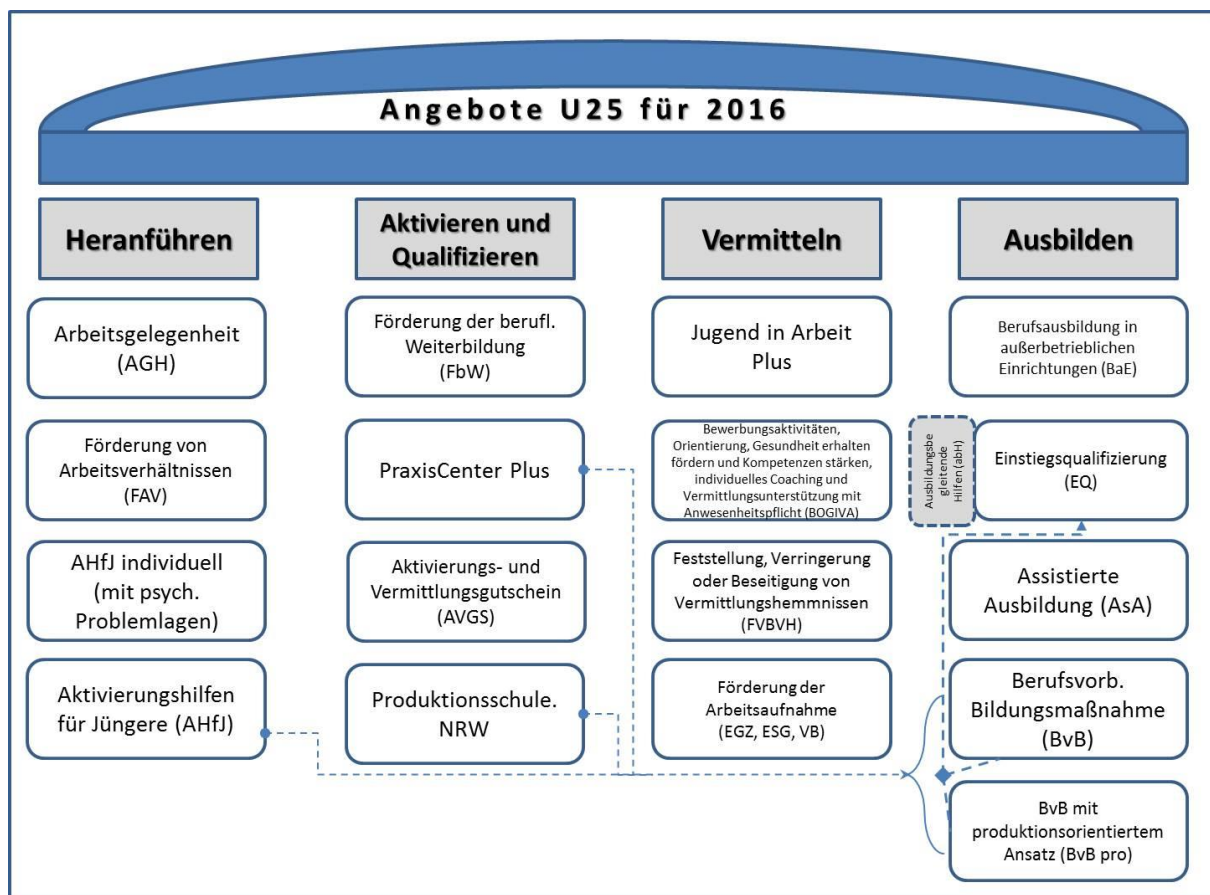 Angebote U25 für 2016
Heranführen
Arbeitsgelegenheit
(AGH)
Förderung von
Arbeitsverhältnissen
(FAV)
AHfJ individuell
(mit psych.
Problemlagen)
Aktivierungshilfen
für Jüngere (AHfJ)
Aktivieren und
Qualifizieren
Förderung der berufl.
Weiterbildung
(FbW)
PraxisCenter Plus
Aktivierungs- und
Vermittlungsgutschein
(AVGS)
Produktionsschule.
NRW
Vermitteln
Jugend in Arbeit
Plus
Bewerbungsaktivitäten,
Orientierung, Gesundheit erhalten
fördern und Kompetenzen stärken,
individuelles Coaching und
Vermittlungsunterstützung mit
Anwesenheitspflicht (BOGIVA)
Feststellung, Verringerung
oder Beseitigung von
Vermittlungshemmnissen
(FVBVH)
Förderung der
Arbeitsaufnahme
(EGZ, ESG, VB)
Ausbilden
Berufsausbildung in
außerbetrieblichen
Einrichtungen (BaE)
Ausbildungsbe
gleitende
Hilfen (abH)
Einstiegsqualifizierung
(EQ)
Assistierte
Ausbildung (AsA)
Berufsvorb.
Bildungsmaßnahme
(BvB)
BvB mit
produktionsorientiertem
Ansatz (BvB pro)